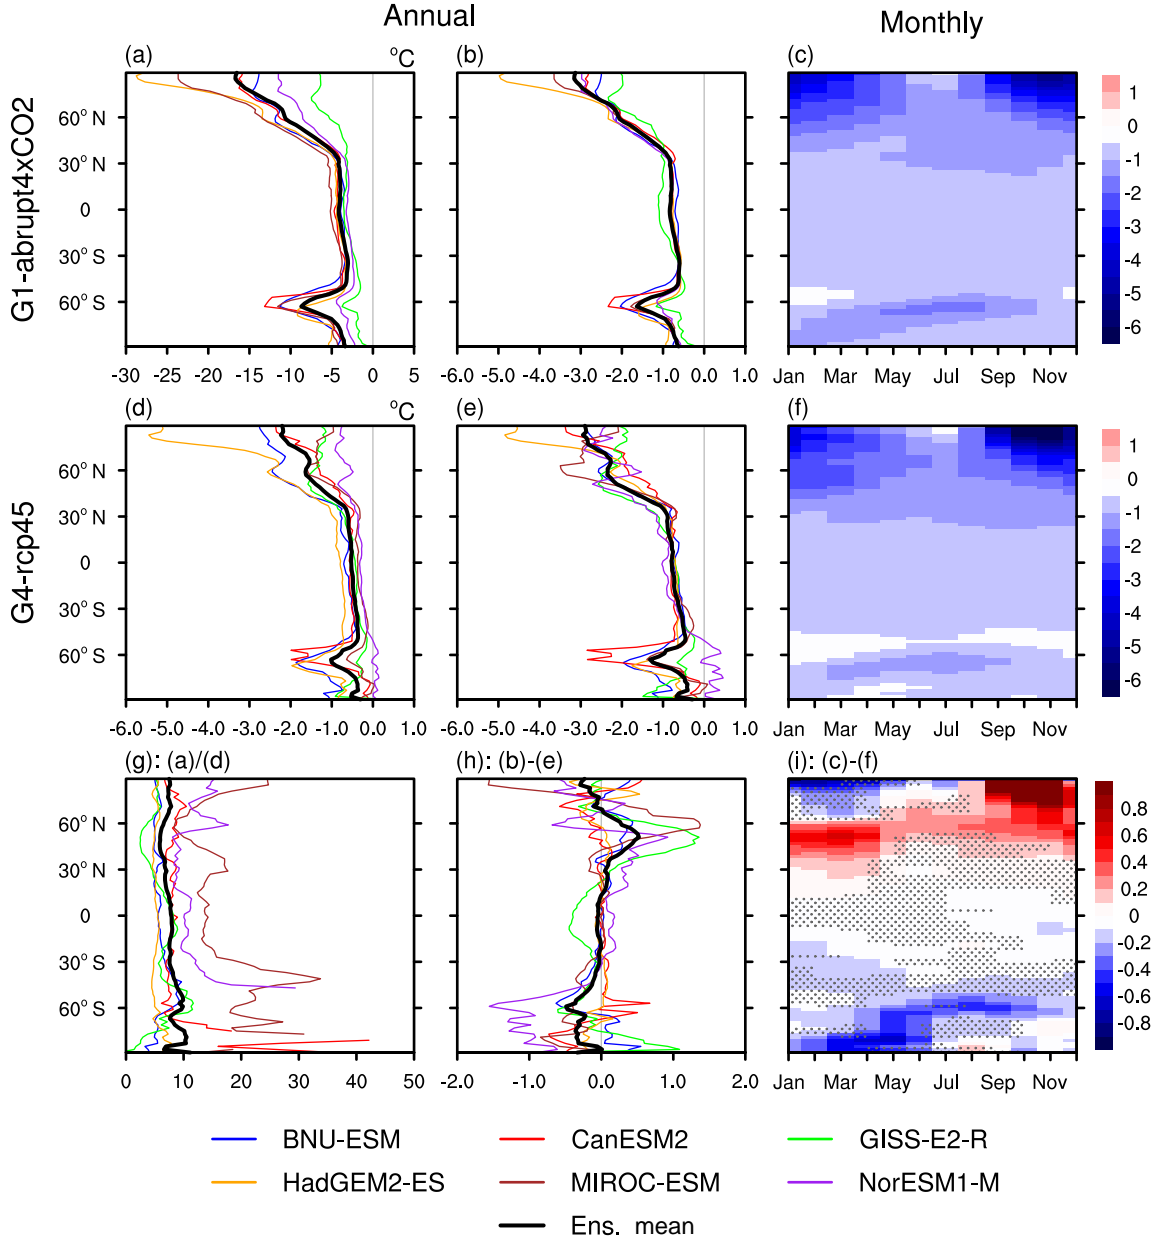 Annual
Monthly
(a)
°C
(b)
(c)
G1-abrupt4xCO2
60° N
30° N
0
30° S
60° S
1
0
-1
-2
-3
-4
-5
-6
-30 -25 -20 -15 -10 -5 0 5
-6.0 -5.0 -4.0 -3.0 -2.0 -1.0 0.0 1.0
Jan Mar May Jul Sep Nov
(d)
°C
(e)
(f)
G4-rcp45
60° N
30° N
0
30° S
60° S
1
0
-1
-2
-3
-4
-5
-6
-6.0 -5.0 -4.0 -3.0 -2.0 -1.0 0.0 1.0
-6.0 -5.0 -4.0 -3.0 -2.0 -1.0 0.0 1.0
Jan Mar May Jul Sep Nov
(g): (a)/(d)
(h): (b)-(e)
(i): (c)-(f)
60° N
30° N
0
30° S
60° S
0.8
0.6
0.4
0.2
0
-0.2
-0.4
-0.6
-0.8
0 10 20 30 40 50
-2.0 -1.0 0.0 1.0 2.0
Jan Mar May Jul Sep Nov
BNU-ESM CanESM2 GISS-E2-R
HadGEM2-ES MIROC-ESM NorESM1-M
Ens. mean